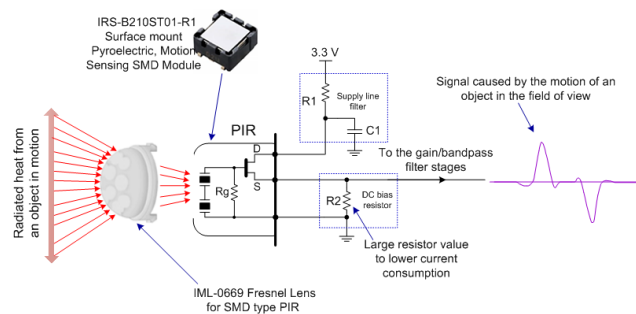 IRS-B210ST01-R1
Surface mount
Pyroelectric, Motion
Sensing SMD Module
3.3 V
R1
Supply line
filter
C1
Signal caused by the motion of an
object in the field of view
Radiated heat from
an object in motion
PIR
D
S
Rg
To the gain/bandpass
filter stages
R2
DC bias
resistor
Large resistor value
to lower current
consumption
IML-0669 Fresnel Lens
for SMD type PIR